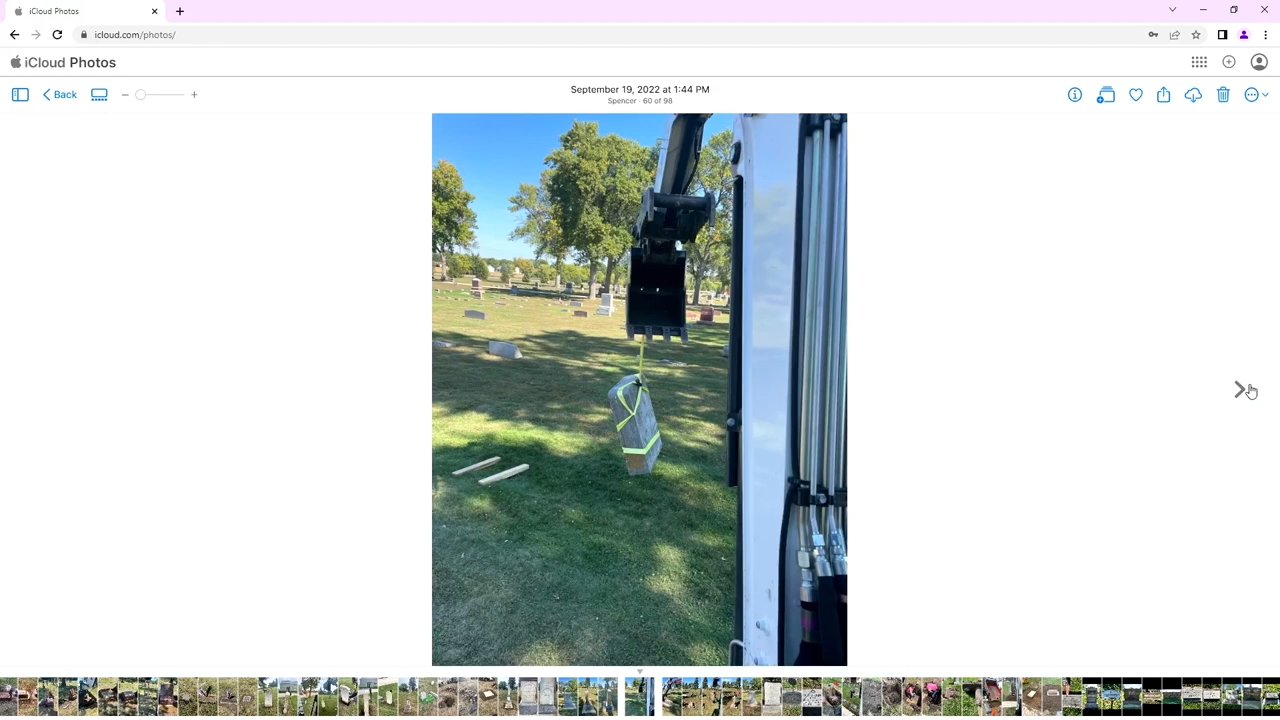 iCloud Photos
icloud.com/photos/
iCloud Photos
Back
September 19, 2022 at 1:44 PM
Spencer · 60 of 98